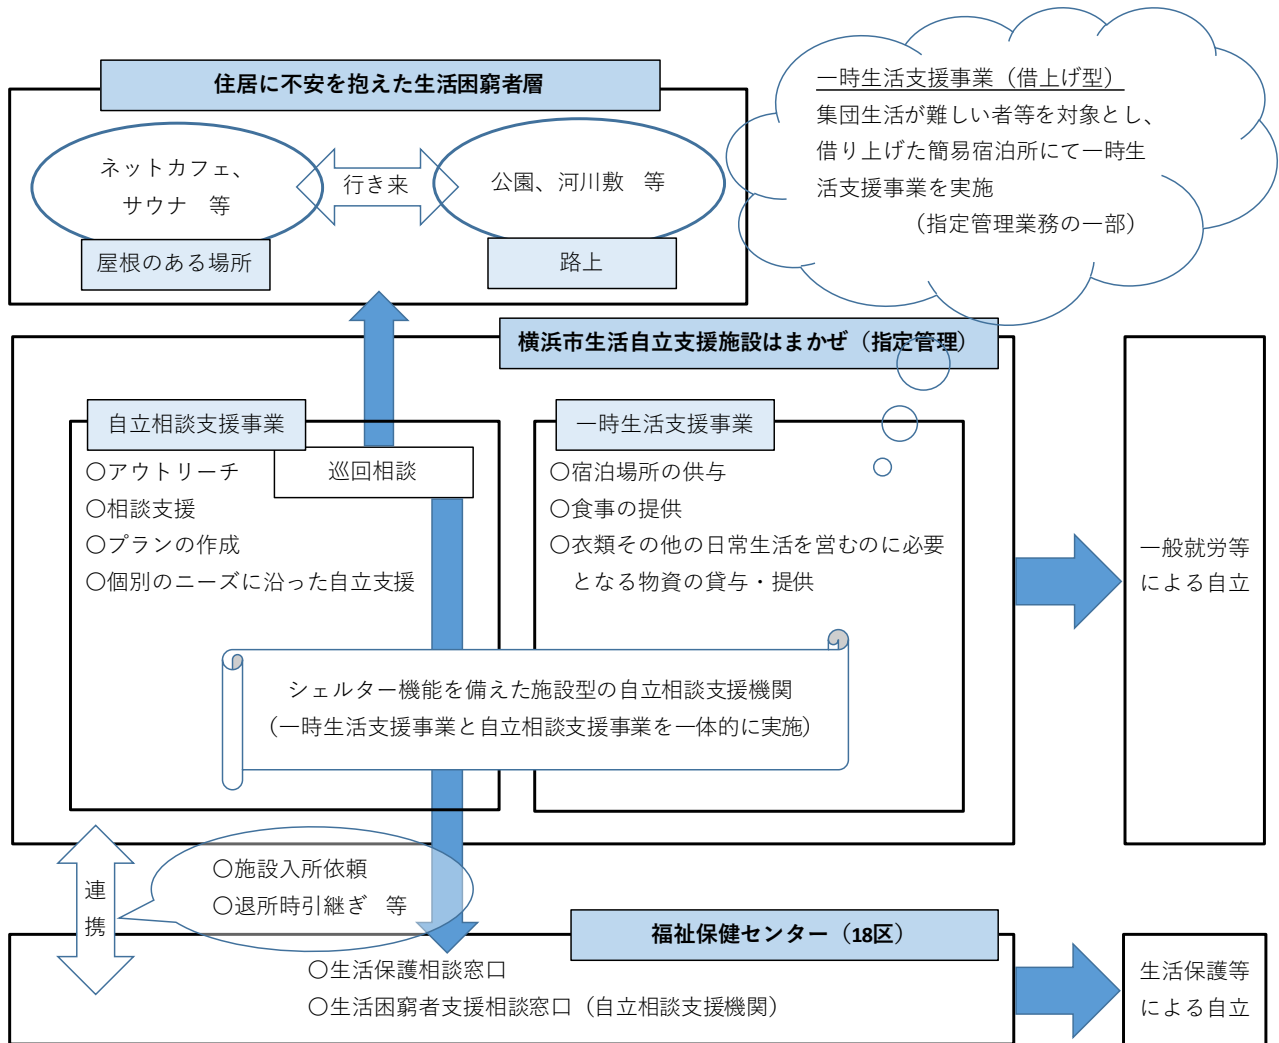 住居に不安を抱えた生活困窮者層
ネットカフェ、
サウナ　等
行き来
公園、河川敷　等
屋根のある場所
路上
一時生活支援事業（借上げ型）
集団生活が難しい者等を対象とし、
借り上げた簡易宿泊所にて一時生
活支援事業を実施
（指定管理業務の一部）
横浜市生活自立支援施設はまかぜ（指定管理）
自立相談支援事業
巡回相談
〇アウトリーチ
〇相談支援
〇プランの作成
〇個別のニーズに沿った自立支援
一時生活支援事業
〇宿泊場所の供与
〇食事の提供
〇衣類その他の日常生活を営むのに必要
となる物資の貸与・提供
シェルター機能を備えた施設型の自立相談支援機関
（一時生活支援事業と自立相談支援事業を一体的に実施）
一般就労等
による自立
連
携
〇施設入所依頼
〇退所時引継ぎ　等
福祉保健センター（18区）
〇生活保護相談窓口
〇生活困窮者支援相談窓口（自立相談支援機関）
生活保護等
による自立